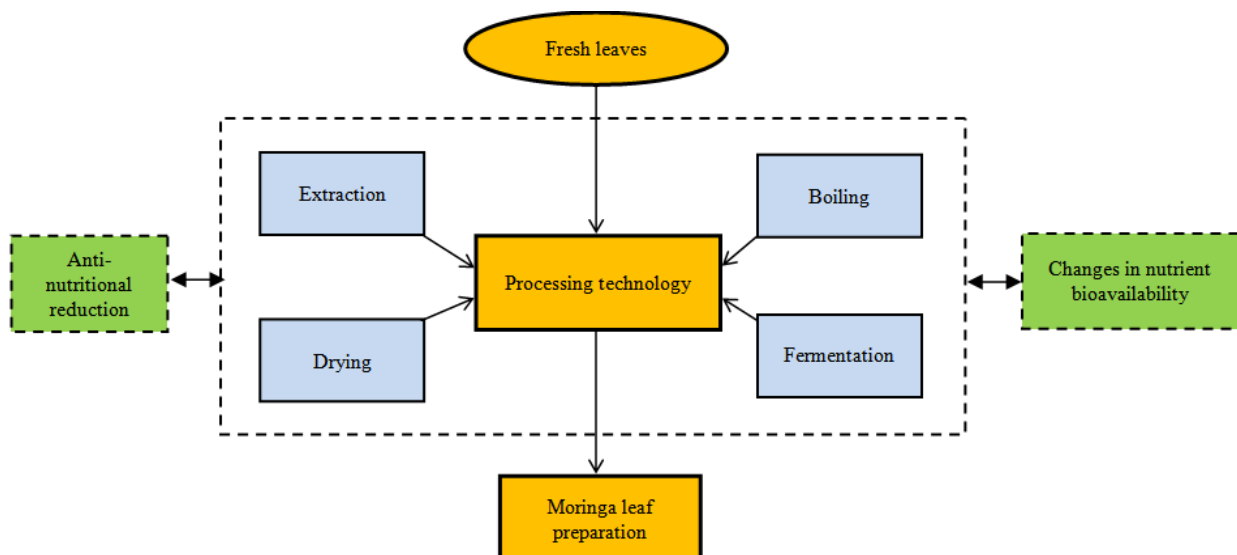 Fresh leaves
Extraction
Boiling
Anti-
nutritional
reduction
Processing technology
Changes in nutrient
bioavailability
Drying
Fermentation
Moringa leaf
preparation